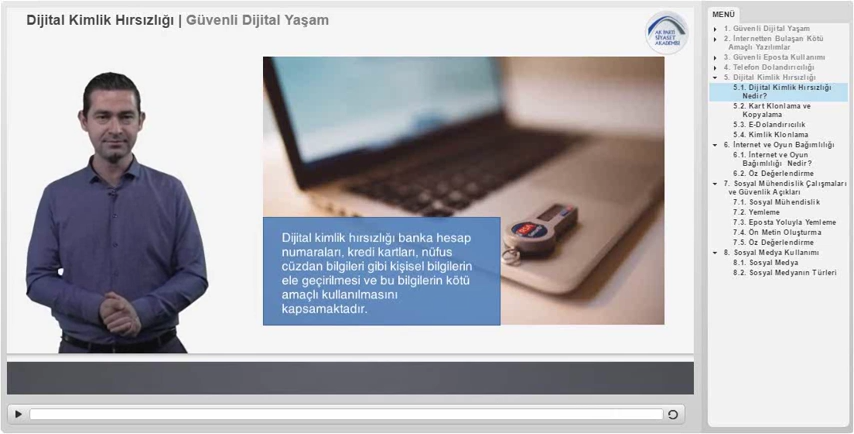 Dijital Kimlik Hırsızlığı | Güvenli Dijital Yaşam
AK PARTİ
SİYASET
AKADEMİSİ
Dijital kimlik hırsızlığı banka hesap
numaraları, kredi kartları, nüfus
cüzdan bilgileri gibi kişisel bilgilerin
ele geçirilmesi ve bu bilgilerin kötü
amaçlı kullanılmasını
kapsamaktadır.
MENÜ
1. Güvenli Dijital Yaşam
2. İnternetten Bulaşan Kötü
Amaçlı Yazılımlar
3. Güvenli Eposta Kullanımı
4. Telefon Dolandırıcılığı
5. Dijital Kimlik Hırsızlığı
5.1. Dijital Kimlik Hırsızlığı
Nedir?
5.2. Kart Klonlama ve
Kopyalama
5.3. E-Dolandırıcılık
5.4. Kimlik Klonlama
6. İnternet ve Oyun Bağımlılığı
6.1. İnternet ve Oyun
Bağımlılığı Nedir?
6.2. Öz Değerlendirme
7. Sosyal Mühendislik Çalışmaları
ve Güvenlik Açıkları
7.1. Sosyal Mühendislik
7.2. Yemleme
7.3. Eposta Yoluyla Yemleme
7.4. Ön Metin Oluşturma
7.5. Öz Değerlendirme
8. Sosyal Medya Kullanımı
8.1. Sosyal Medya
8.2. Sosyal Medyanın Türleri